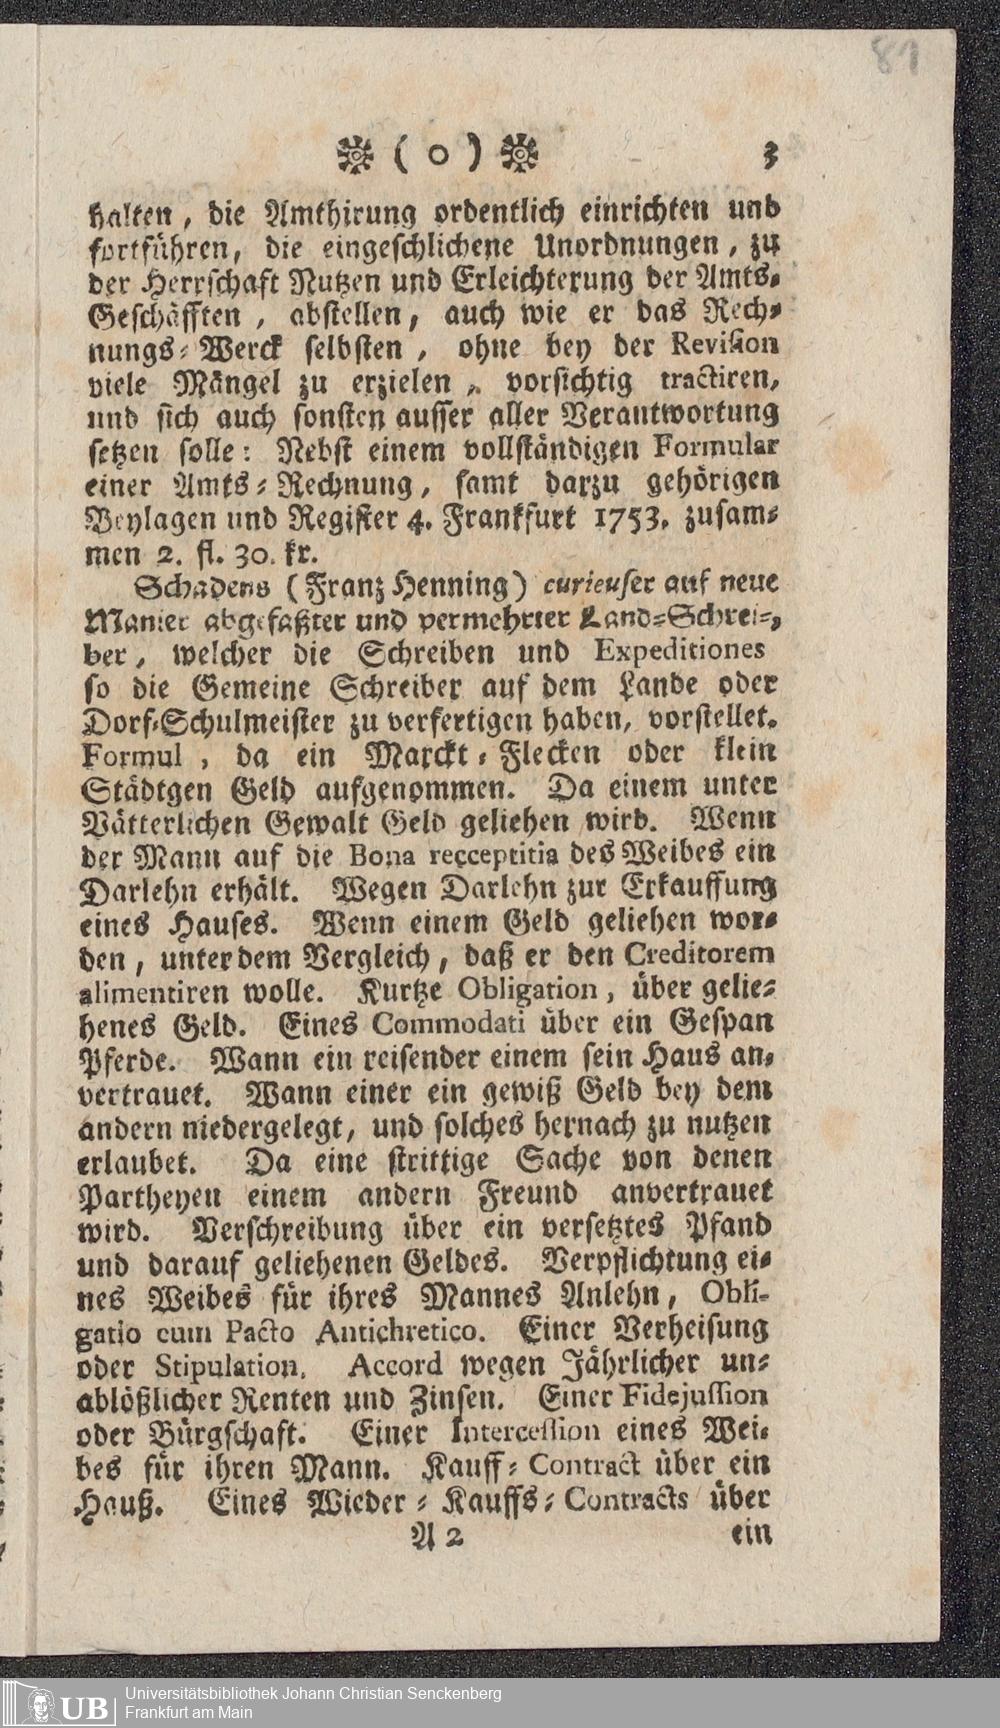 81
( o ) 3
halten, die Amthirung ordentlich einrichten und
fortführen, die eingeschlichene Unordnungen, zu
der Herrschaft Nutzen und Erleichterung der Amts-
Geschäfften, abstellen, auch wie er das Rech-
nungs-Werck selbsten, ohne bey der Revision
viele Mängel zu erzielen, vorsichtig tractiren,
und sich auch sonsten ausser aller Verantwortung
setzen solle: Nebst einem vollständigen Formular
einer Amts-Rechnung, samt darzu gehörigen
Beylagen und Register 4. Frankfurt 1753. zusam-
men 2. fl. 30. kr.
Schadens (Franz Henning) curieuser auf neue
Manier abgefaßter und vermehrter Land-Schrei-
ber, welcher die Schreiben und Expeditiones
so die Gemeine Schreiber auf dem Lande oder
Dorf-Schulmeister zu verfertigen haben, vorstellet.
Formul, da ein Marckt-Flecken oder klein
Städtgen Geld aufgenommen. Da einem unter
Vätterlichen Gewalt Geld geliehen wird. Wenn
der Mann auf die Bona recceptitia des Weibes ein
Darlehn erhält. Wegen Darlehn zur Erkauffung
eines Hauses. Wenn einem Geld geliehen wor-
den, unter dem Vergleich, daß er den Creditorem
alimentiren wolle. Kurtze Obligation, über gelie-
henes Geld. Eines Commodati über ein Gespan
Pferde. Wann ein reisender einem sein Haus an-
vertrauet. Wann einer ein gewiß Geld bey dem
andern niedergelegt, und solches hernach zu nutzen
erlaubet. Da eine strittige Sache von denen
Partheyen einem andern Freund anvertrauet
wird. Verschreibung über ein versetztes Pfand
und darauf geliehenen Geldes. Verpflichtung ei-
nes Weibes für ihres Mannes Anlehn, Obli-
gatio cum Pacto Antichretico. Einer Verheisung
oder Stipulation. Accord wegen Jährlicher un-
ablößlicher Renten und Zinsen. Einer Fidejussion
oder Bürgschaft. Einer Intercession eines Wei-
bes für ihren Mann. Kauff-Contract über ein
Hauß. Eines Wieder-Kauffs-Contracts über
A 2 ein
UB Universitätsbibliothek Johann Christian Senckenberg
Frankfurt am Main